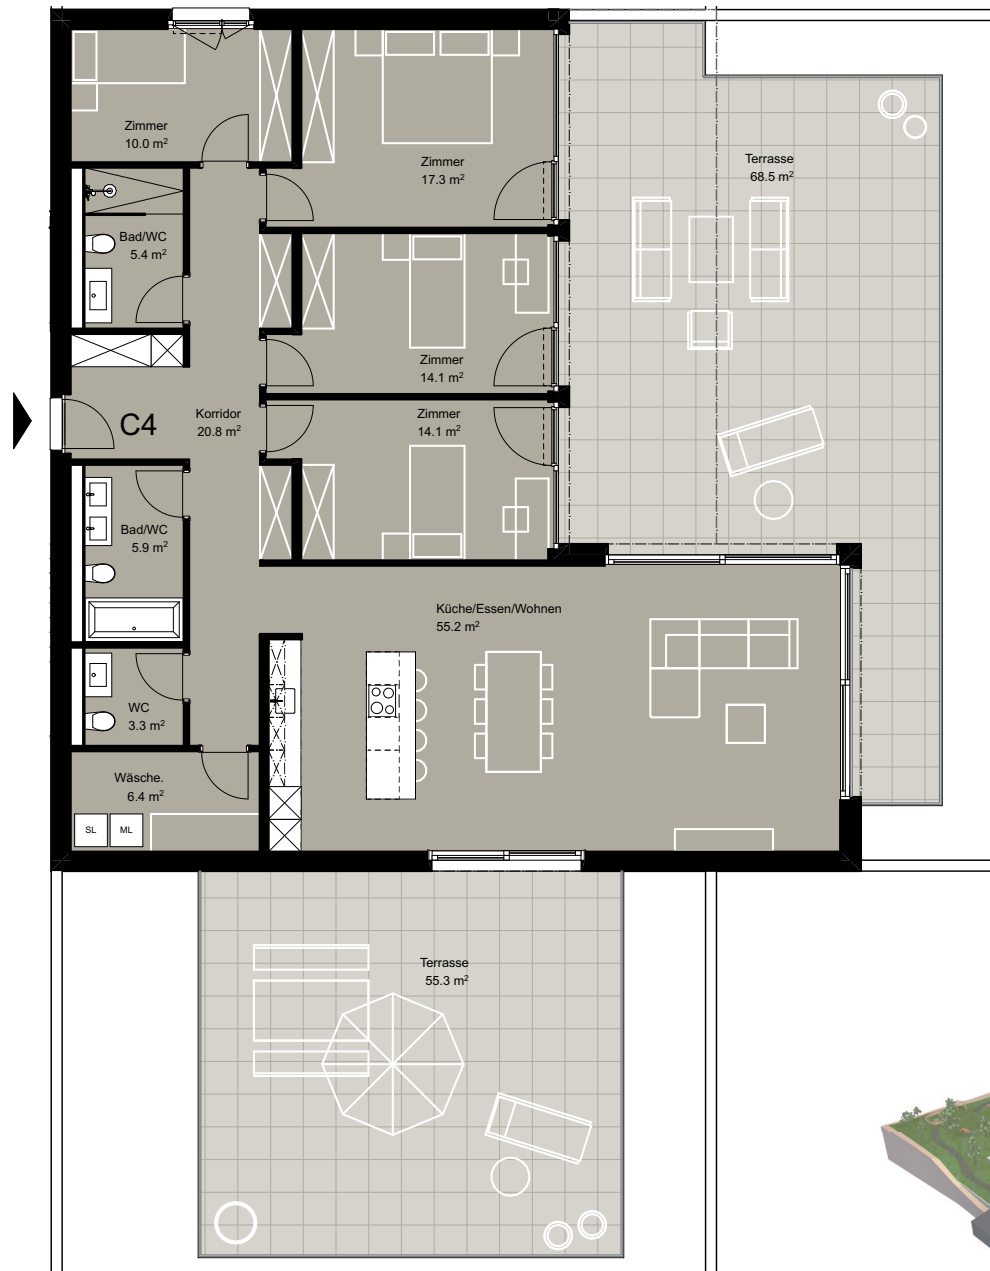 Zimmer
10.0 m²
Zimmer
17.3 m²
Terrasse
68.5 m²
Bad/WC
5.4 m²
Zimmer
14.1 m²
C4
Korridor
20.8 m²
Zimmer
14.1 m²
Bad/WC
5.9 m²
Küche/Essen/Wohnen
55.2 m²
WC
3.3 m²
Wäsche.
6.4 m²
SL
ML
Terrasse
55.3 m²